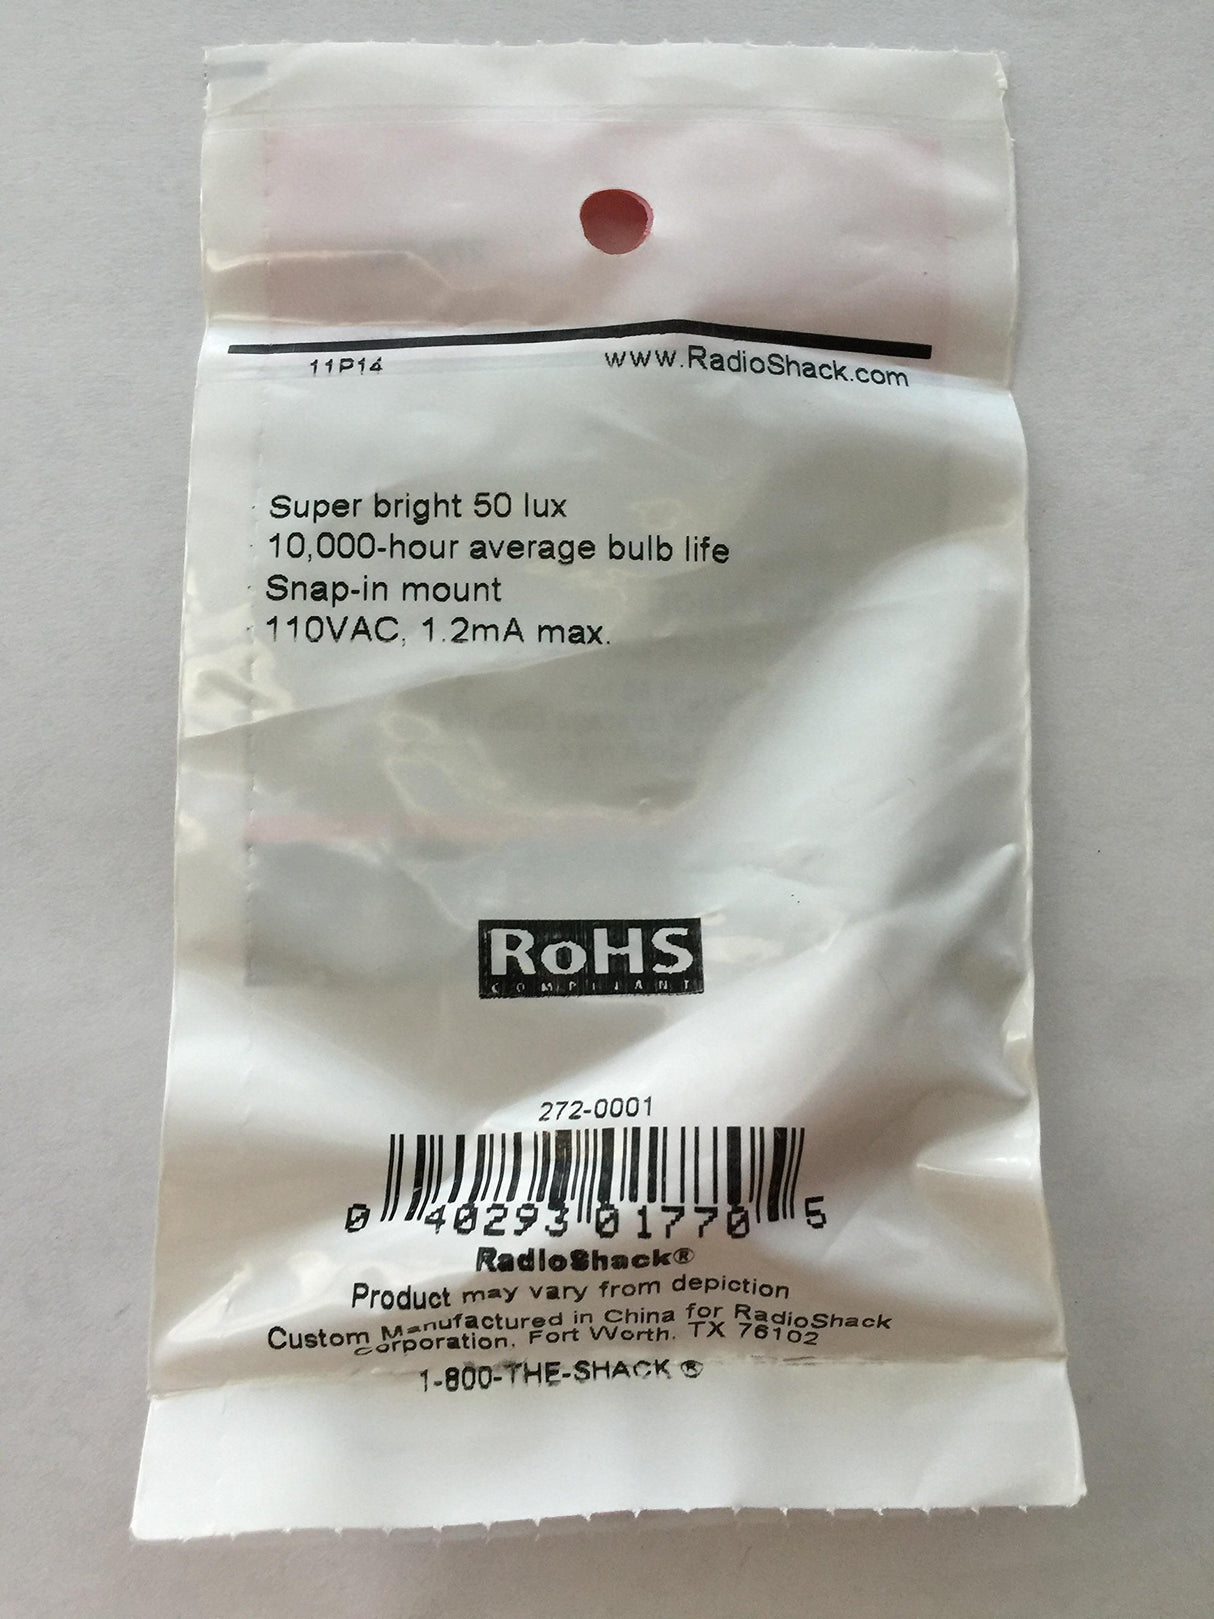 11P14
www.RadioShack.com
Super bright 50 lux
10,000-hour average bulb life
Snap-in mount
110VAC, 1.2mA max.
RoHS
COMPLIANT
272-0001
0 40293 01770 5
RadioShack®
Product may vary from depiction
Custom Manufactured in China for RadioShack
Corporation, Fort Worth, TX 76102
1-800-THE-SHACK®